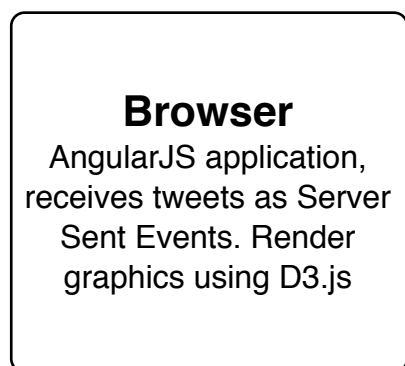 Browser
AngularJS application,
receives tweets as Server
Sent Events. Render
graphics using D3.js